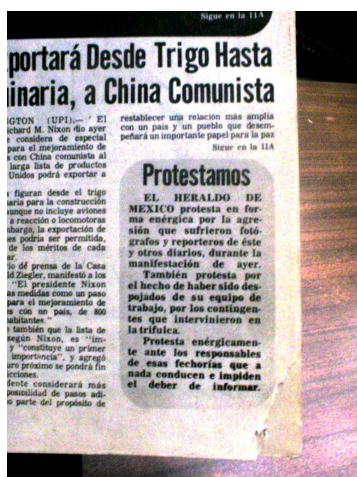 Sigue en la 11A
portará Desde Trigo Hasta
inaria, a China Comunista
GTON (UPI).— El
ichard M. Nixon dio ayer
considera de especial
para el mejoramiento de
s con China comunista al
larga lista de productos
Unidos podrá exportar a
figuran desde el trigo
aria para la construcción
unque no incluye aviones
a reacción o locomotoras
mbargo, la exportación de
es podría ser permitida,
de los méritos de cada
ar.
io dé prensa de la Casa
ld Ziegler, manifestó a los
"El presidente Nixon
as medidas como un paso
para el mejoramiento de
s con un país, de 800
abitantes."
también que la lista de
según Nixon, es "im-
y "constituye un primer
importancia", y agregó
uro próximo se pondrá fin
cciones.
dente considerará más
posibilidad de pasos adi-
o parte del propósito de
restablecer una relación más amplia
con un país y un pueblo que desem-
peñará un importante papel para la paz
Sigue en la 11A
Protestamos
EL HERALDO DE
MEXICO protesta en for-
ma enérgica por la agre-
sión que sufrieron fotó-
grafos y reporteros de éste
y otros diarios, durante la
manifestación de ayer.
También protesta por
el hecho de haber sido des-
pojados de su equipo de
trabajo, por los contingen-
tes que intervinieron en
la trifulca.
Protesta enérgicamen-
te ante los responsables
de esas fechorías que a
nada conducen e impiden
el deber de informar.